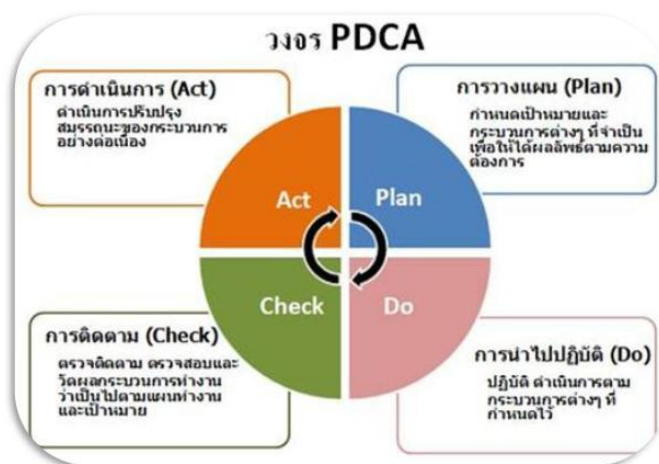 วงจร PDCA
การดำเนินการ (Act)
ดำเนินการปรับปรุง
สมรรถนะของกระบวนการ
อย่างต่อเนื่อง
การวางแผน (Plan)
กำหนดเป้าหมายและ
กระบวนการต่างๆ ที่จำเป็น
เพื่อให้ได้ผลลัพธ์ตามความ
ต้องการ
Act
Plan
Check
Do
การติดตาม (Check)
ตรวจติดตาม ตรวจสอบและ
วัดผลกระบวนการทำงาน
ว่าเป็นไปตามแผนทำงาน
และเป้าหมาย
การนำไปปฏิบัติ (Do)
ปฏิบัติ ดำเนินการตาม
กระบวนการต่างๆ ที่
กำหนดไว้